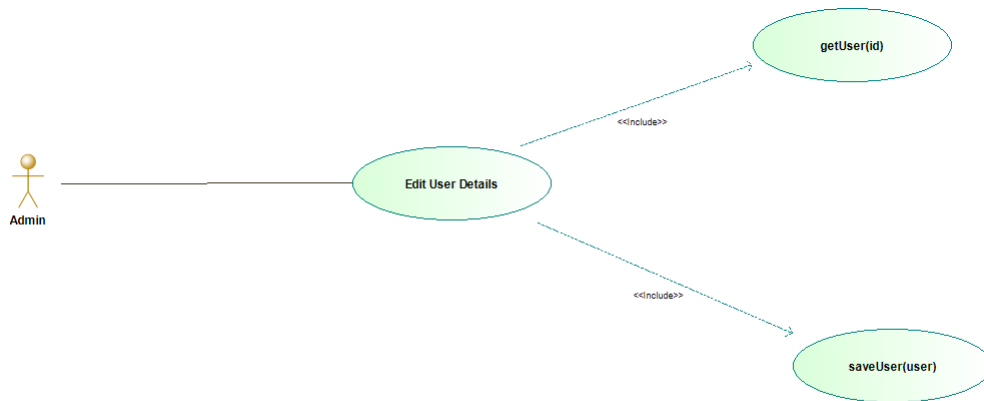 getUser(id)
<<Include>>
Edit User Details
Admin
<<Include>>
saveUser(user)